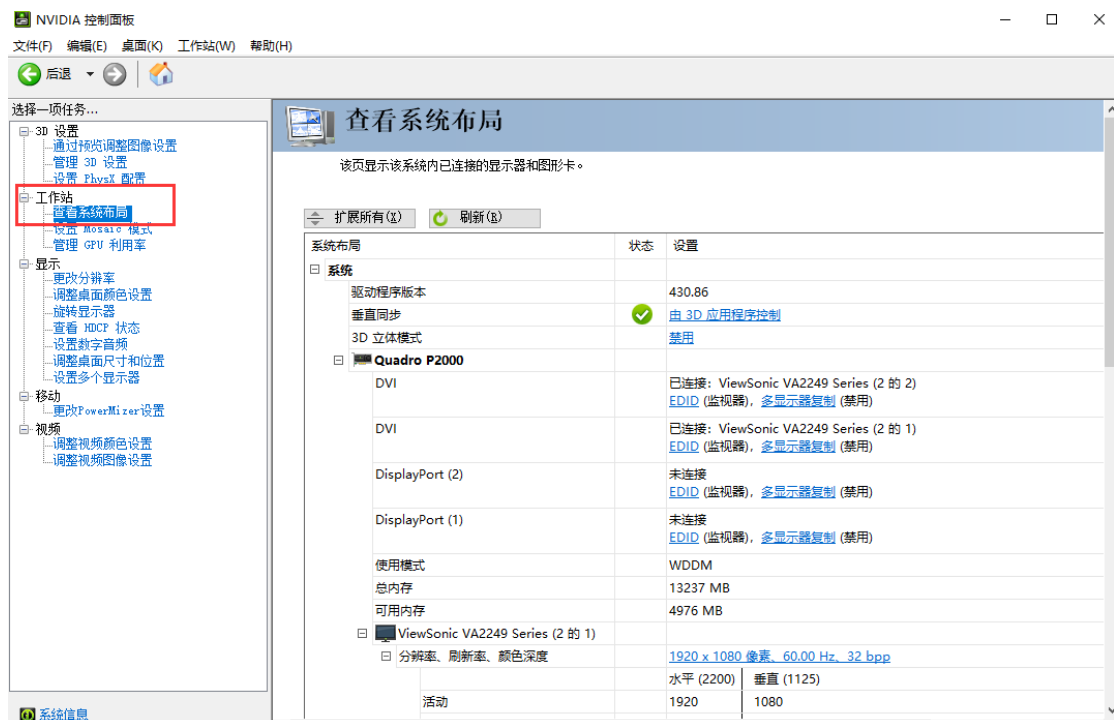 NVIDIA 控制面板
文件(F) 编辑(E) 桌面(K) 工作站(W) 帮助(H)
后退
选择一项任务...
3D 设置
通过预览调整图像设置
管理 3D 设置
设置 PhysX 配置
工作站
查看系统布局
设置 Mosaic 模式
管理 GPU 利用率
显示
更改分辨率
调整桌面颜色设置
旋转显示器
查看 HDCP 状态
设置数字音频
调整桌面尺寸和位置
设置多个显示器
移动
更改PowerMizer设置
视频
调整视频颜色设置
调整视频图像设置
系统信息
查看系统布局
该页显示该系统内已连接的显示器和图形卡。
扩展所有(X) 刷新(R)
系统布局 状态 设置
系统
驱动程序版本 430.86
垂直同步 由 3D 应用程序控制
3D 立体模式 禁用
Quadro P2000
DVI 已连接: ViewSonic VA2249 Series (2 的 2)
EDID (监视器), 多显示器复制 (禁用)
DVI 已连接: ViewSonic VA2249 Series (2 的 1)
EDID (监视器), 多显示器复制 (禁用)
DisplayPort (2) 未连接
EDID (监视器), 多显示器复制 (禁用)
DisplayPort (1) 未连接
EDID (监视器), 多显示器复制 (禁用)
使用模式 WDDM
总内存 13237 MB
可用内存 4976 MB
ViewSonic VA2249 Series (2 的 1)
分辨率、刷新率、颜色深度 1920 x 1080 像素、60.00 Hz、32 bpp
水平 (2200) 垂直 (1125)
活动 1920 1080